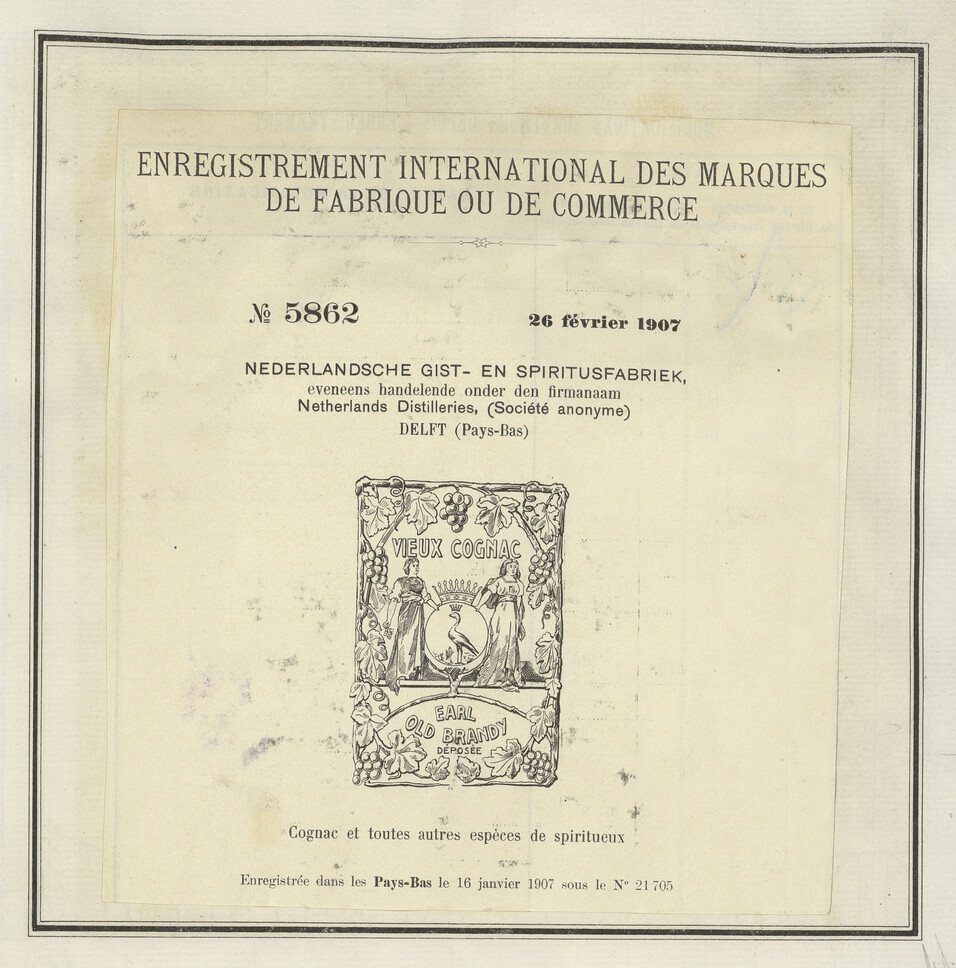 ENREGISTREMENT INTERNATIONAL DES MARQUES
DE FABRIQUE OU DE COMMERCE
№ 5862
26 février 1907
NEDERLANDSCHE GIST- EN SPIRITUSFABRIEK,
eveneens handelende onder den firmanaam
Netherlands Distilleries, (Société anonyme)
DELFT (Pays-Bas)
VIEUX COGNAC
EARL
OLD BRANDY
DÉPOSÉE
Cognac et toutes autres espèces de spiritueux
Enregistrée dans les Pays-Bas le 16 janvier 1907 sous le N° 21 705